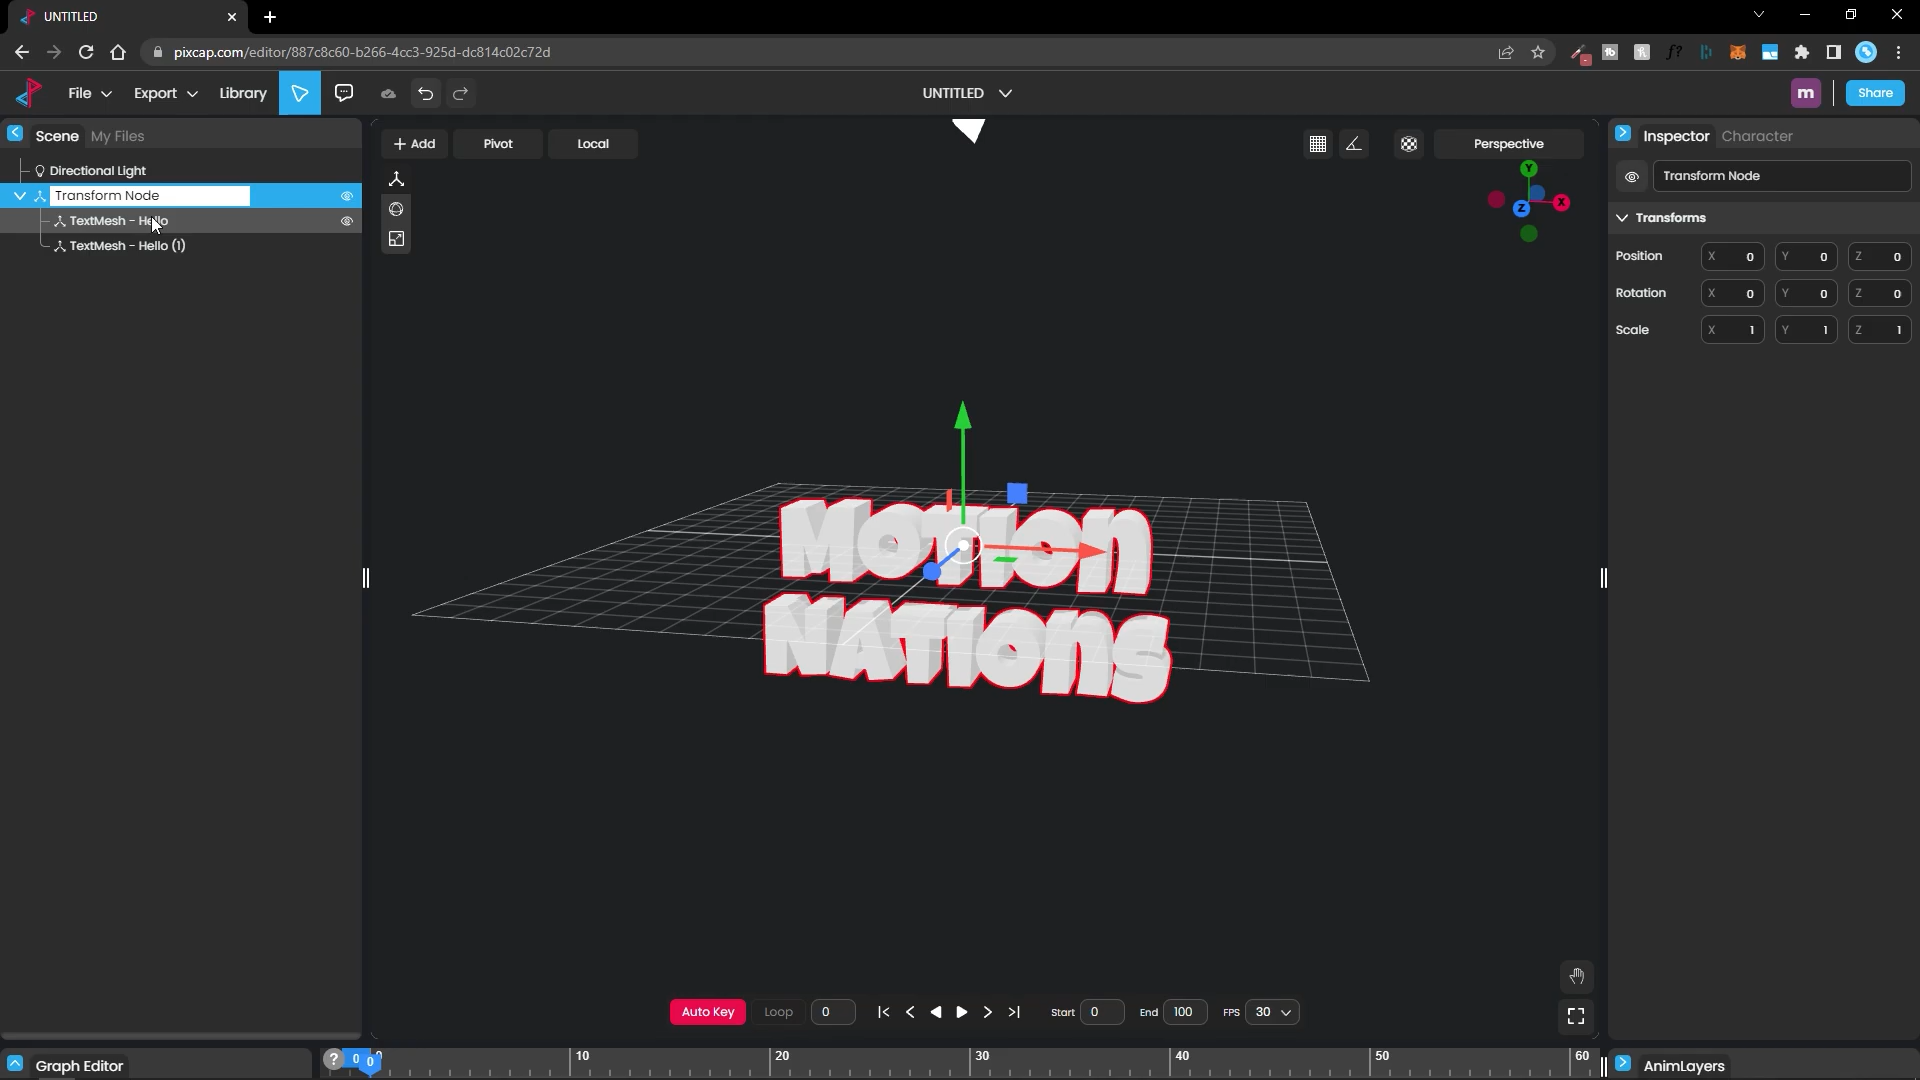 UNTITLED
pixcap.com/editor/887c8c60-b266-4cc3-925d-dc814c02c72d
File Export Library UNTITLED m Share
Scene My Files + Add Pivot Local Perspective Inspector Character
Directional Light
Transform Node Transform Node
TextMesh - Hello
TextMesh - Hello (1)
Y
X
Z
Transforms
Position X 0 Y 0 Z 0
Rotation X 0 Y 0 Z 0
Scale X 1 Y 1 Z 1
MOTION
NATIONS
Auto Key Loop 0 Start 0 End 100 FPS 30
Graph Editor ? 0 0 10 20 30 40 50 60 AnimLayers